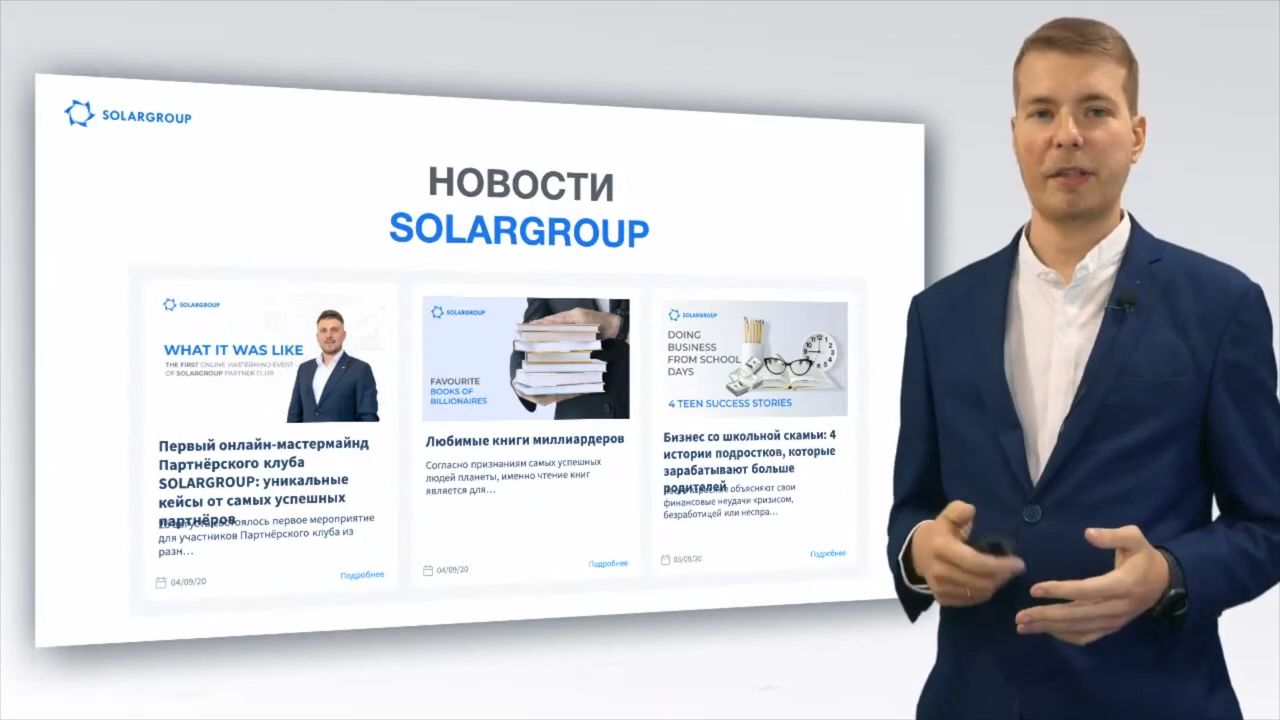 SOLARGROUP
НОВОСТИ
SOLARGROUP
SOLARGROUP
WHAT IT WAS LIKE
THE FIRST ONLINE MASTERMIND EVENT
OF SOLARGROUP PARTNER CLUB
Первый онлайн-мастермайнд
Партнёрского клуба
SOLARGROUP: уникальные
кейсы от самых успешных
партнёров
состоялось первое мероприятие
для участников Партнёрского клуба из
разн...
04/09/20
Подробнее
SOLARGROUP
FAVOURITE
BOOKS OF
BILLIONAIRES
Любимые книги миллиардеров
Согласно признаниям самых успешных
людей планеты, именно чтение книг
является для...
04/09/20
Подробнее
SOLARGROUP
DOING
BUSINESS
FROM SCHOOL
DAYS
4 TEEN SUCCESS STORIES
Бизнес со школьной скамьи: 4
истории подростков, которые
зарабатывают больше
родителей
объясняют свои
финансовые неудачи кризисом,
безработицей или неспра...
03/09/20
Подробнее